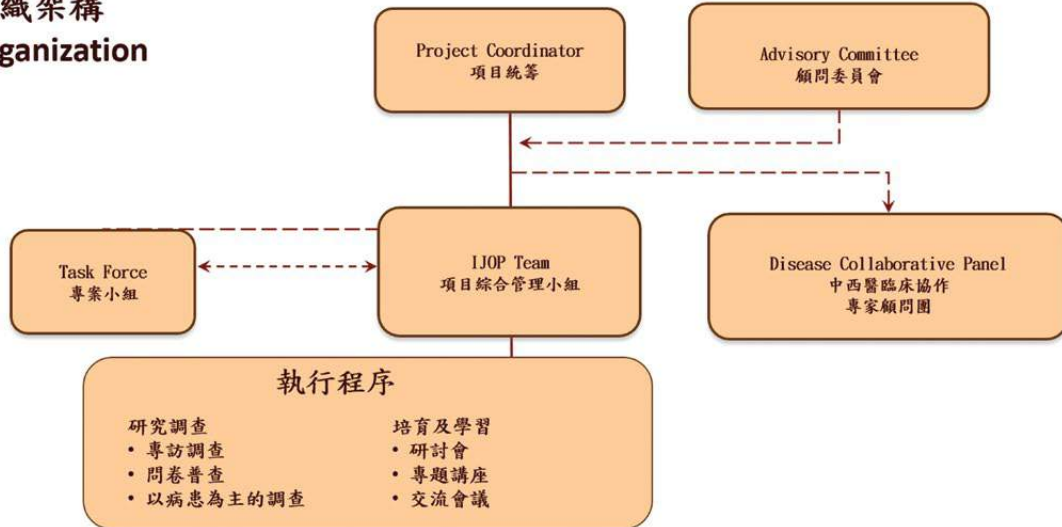 織架構
ganization
Project Coordinator
項目統籌
Advisory Committee
顧問委員會
Task Force
專案小組
IJOP Team
項目綜合管理小組
Disease Collaborative Panel
中西醫臨床協作
專家顧問團
執行程序
研究調查
• 專訪調查
• 問卷普查
• 以病患為主的調查
培育及學習
• 研討會
• 專題講座
• 交流會議